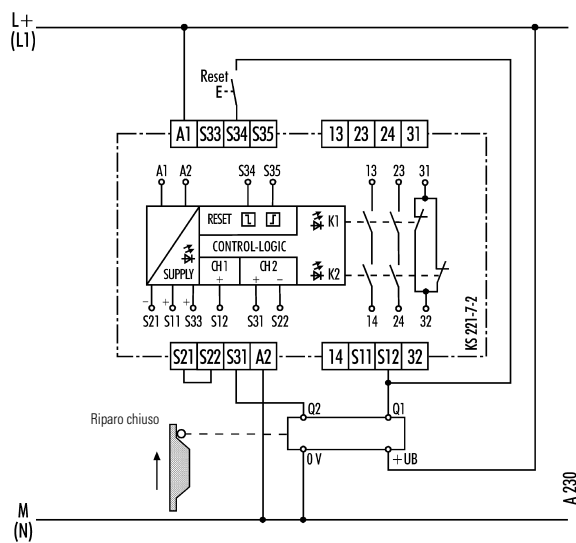 L+
(L1)
Reset
E
A1 S33 S34 S35
13 23 24 31
A1 A2 S34 S35 13 23 31
RESET
K1
CONTROL-LOGIC
SUPPLY
CH1 CH2
+ + −
K2
− + +
S21 S11 S33 S12 S31 S22 14 24 32
KS 221-7-2
S21 S22 S31 A2
14 S11 S12 32
Riparo chiuso
Q2 Q1
0 V +UB
A 230
M
(N)